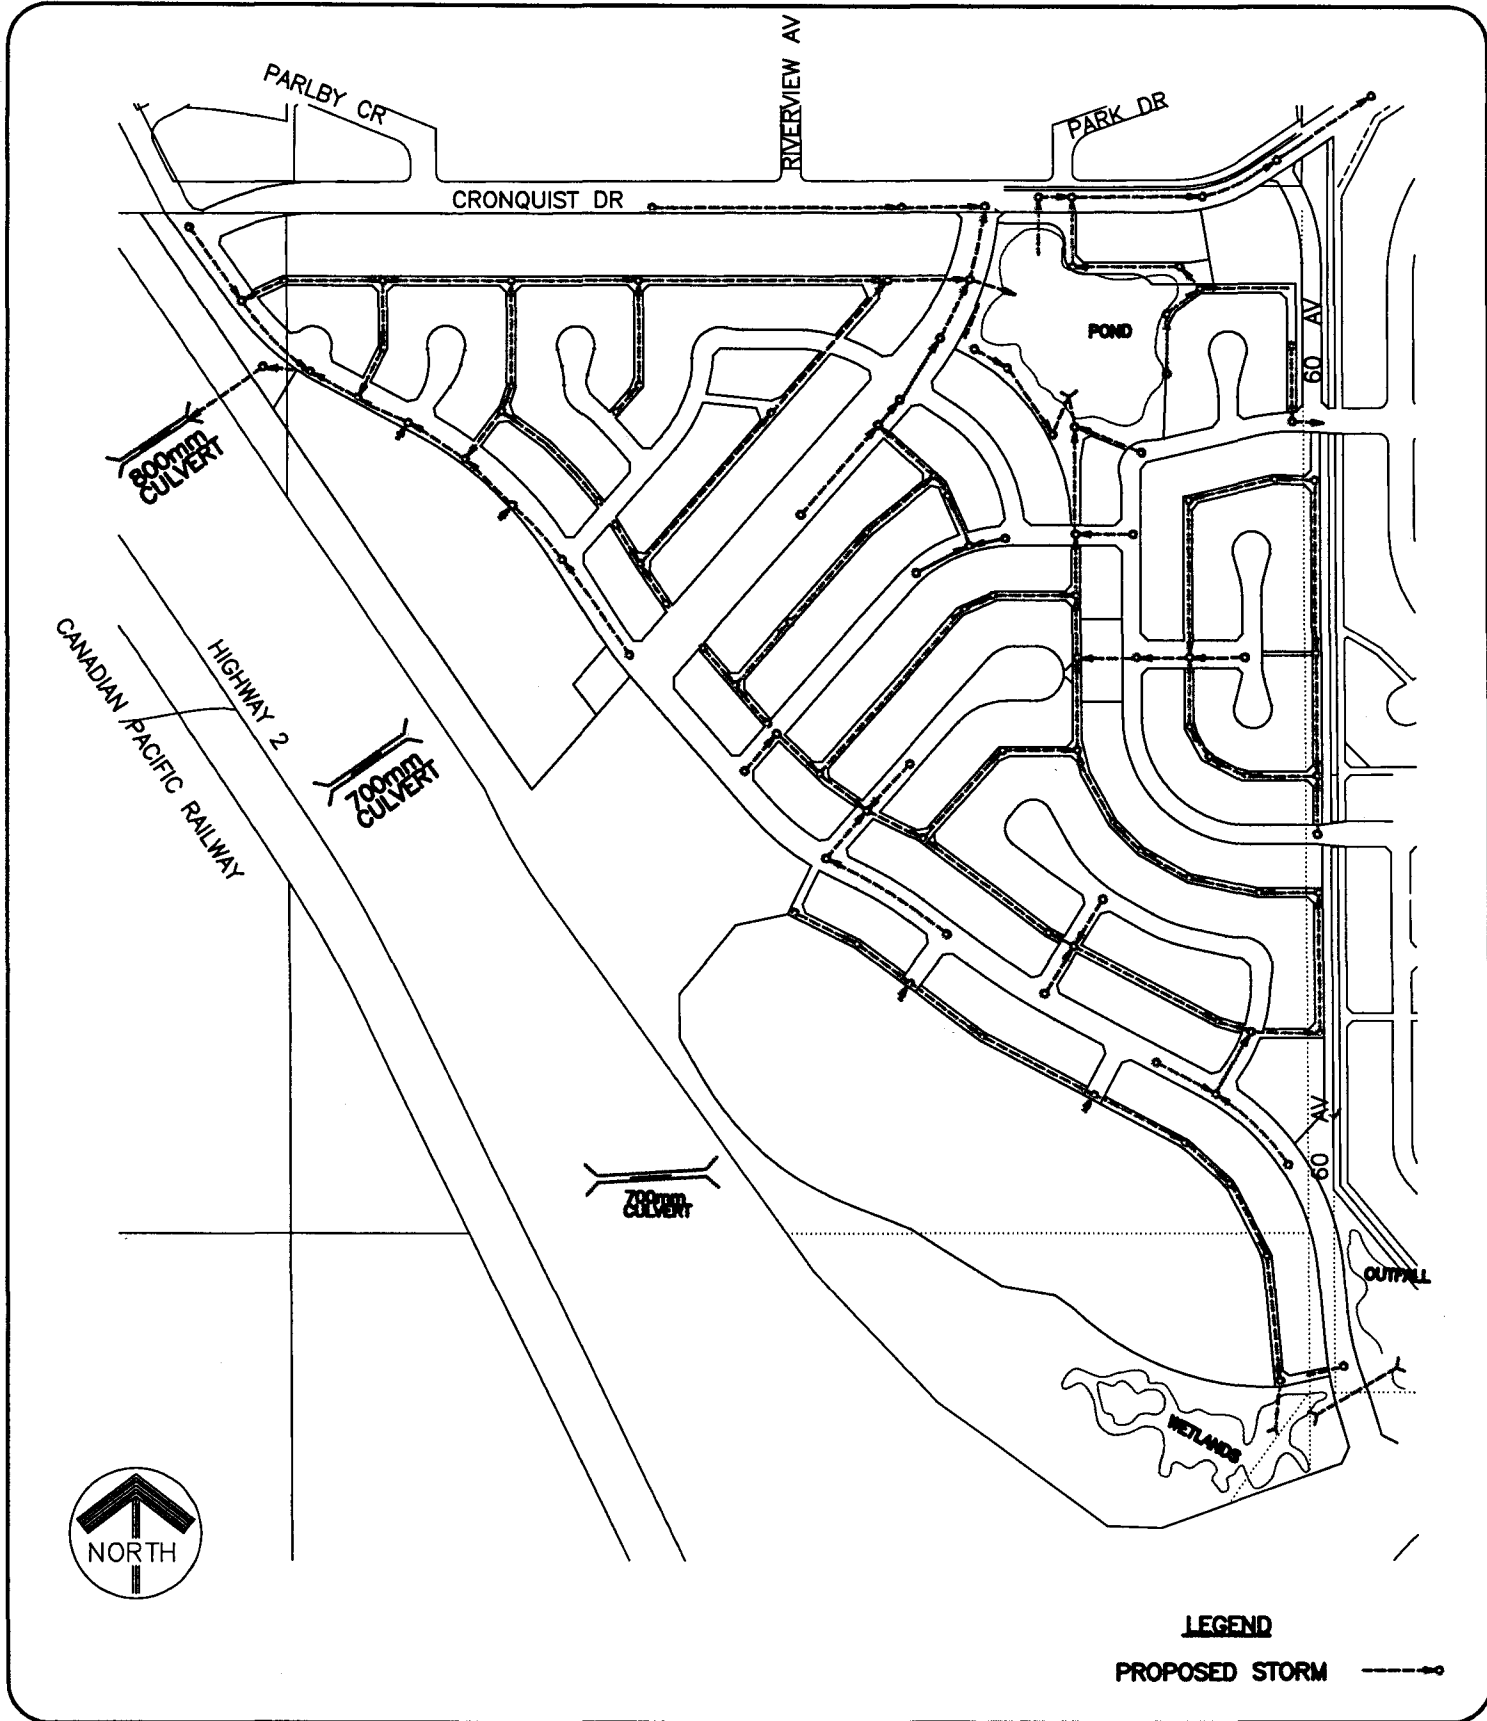 PARLBY CR
RIVERVIEW AV
PARK DR
CRONQUIST DR
POND
60 AV
800mm
CULVERT
HIGHWAY 2
CANADIAN PACIFIC RAILWAY
700mm
CULVERT
60 AV
700mm
CULVERT
OUTFALL
WETLANDS
NORTH
LEGEND
PROPOSED STORM